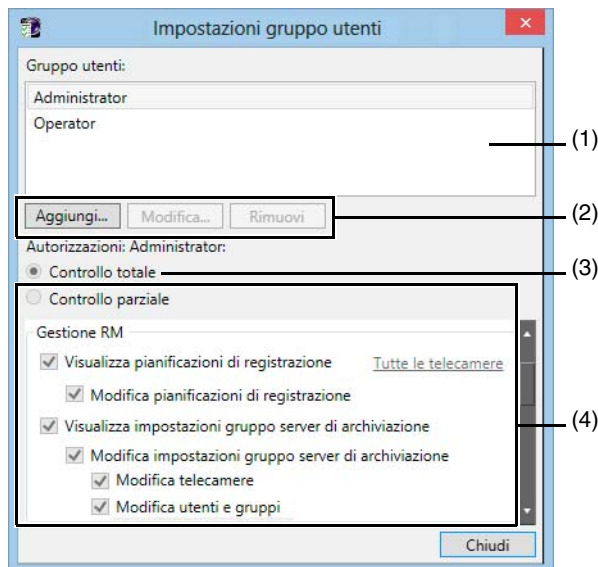 Impostazioni gruppo utenti
Gruppo utenti:
Administrator
Operator
(1)
Aggiungi... Modifica... Rimuovi (2)
Autorizzazioni: Administrator:
Controllo totale (3)
Controllo parziale
Gestione RM
Visualizza pianificazioni di registrazione Tutte le telecamere
Modifica pianificazioni di registrazione
Visualizza impostazioni gruppo server di archiviazione (4)
Modifica impostazioni gruppo server di archiviazione
Modifica telecamere
Modifica utenti e gruppi
Chiudi